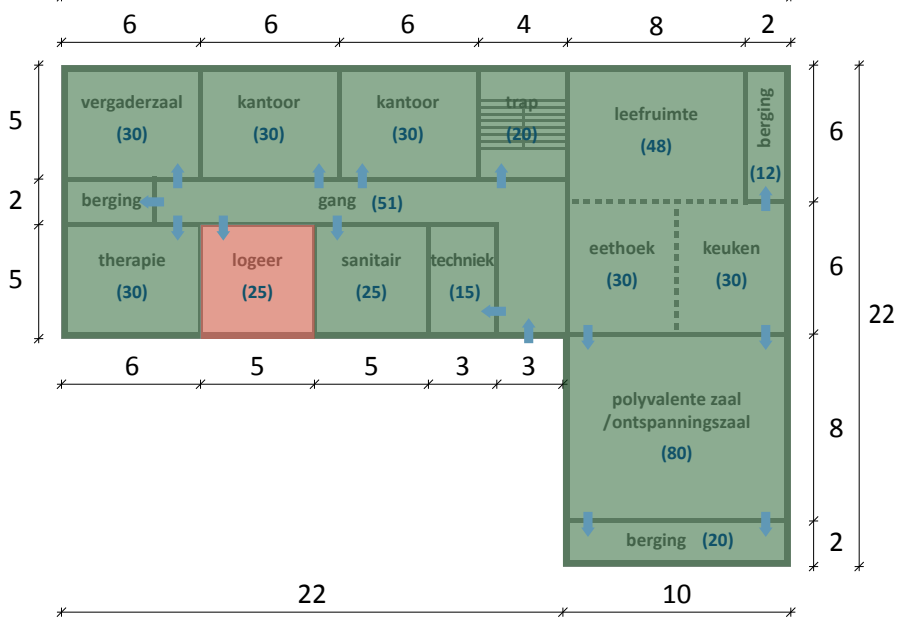 6 6 6 4 8 2
vergaderzaal
(30)
kantoor
(30)
kantoor
(30)
trap
(20)
leefruimte
(48)
berging
(12)
5
2
5
6
6
8
2
22
berging
gang (51)
therapie
(30)
logeer
(25)
sanitair
(25)
techniek
(15)
eethoek
(30)
keuken
(30)
6 5 5 3 3
polyvalente zaal
/ontspanningszaal
(80)
berging (20)
22 10